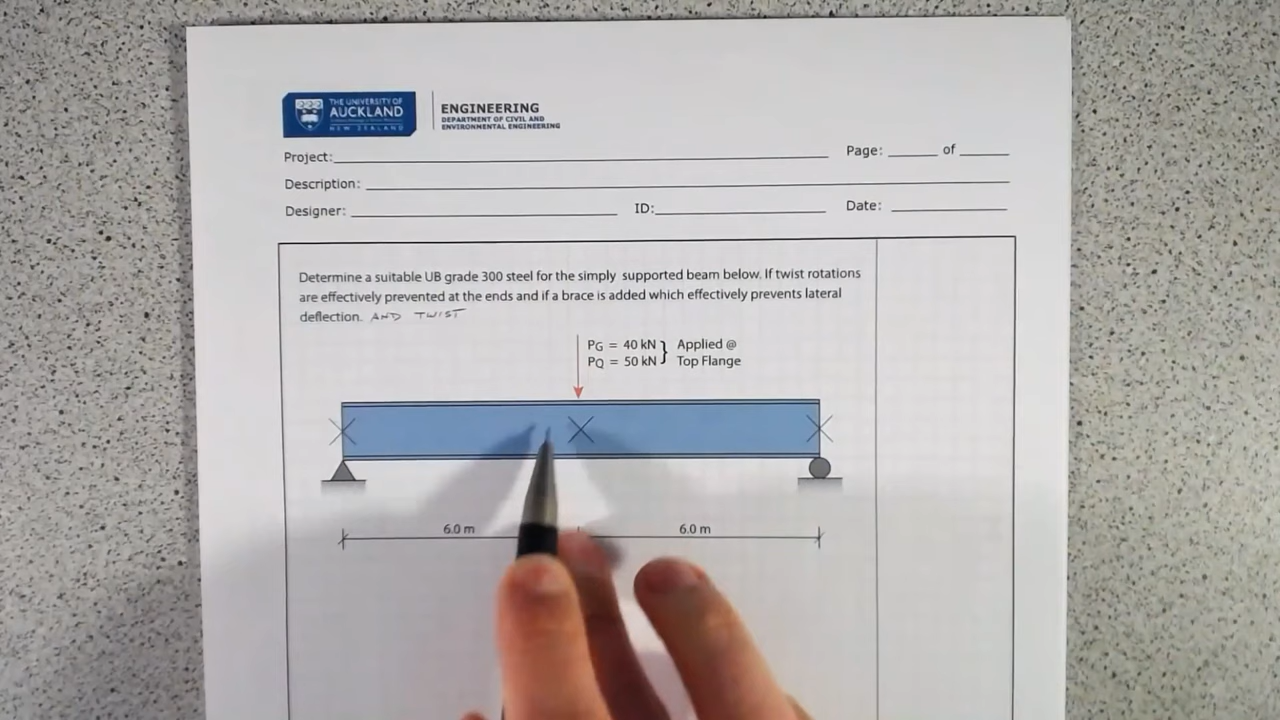 THE UNIVERSITY OF
AUCKLAND
NEW ZEALAND
ENGINEERING
DEPARTMENT OF CIVIL AND
ENVIRONMENTAL ENGINEERING
Project: Page: of
Description:
Designer: ID: Date:
Determine a suitable UB grade 300 steel for the simply supported beam below. If twist rotations
are effectively prevented at the ends and if a brace is added which effectively prevents lateral
deflection. AND TWIST
PG = 40 kN } Applied @
PQ = 50 kN Top Flange
6.0 m 6.0 m